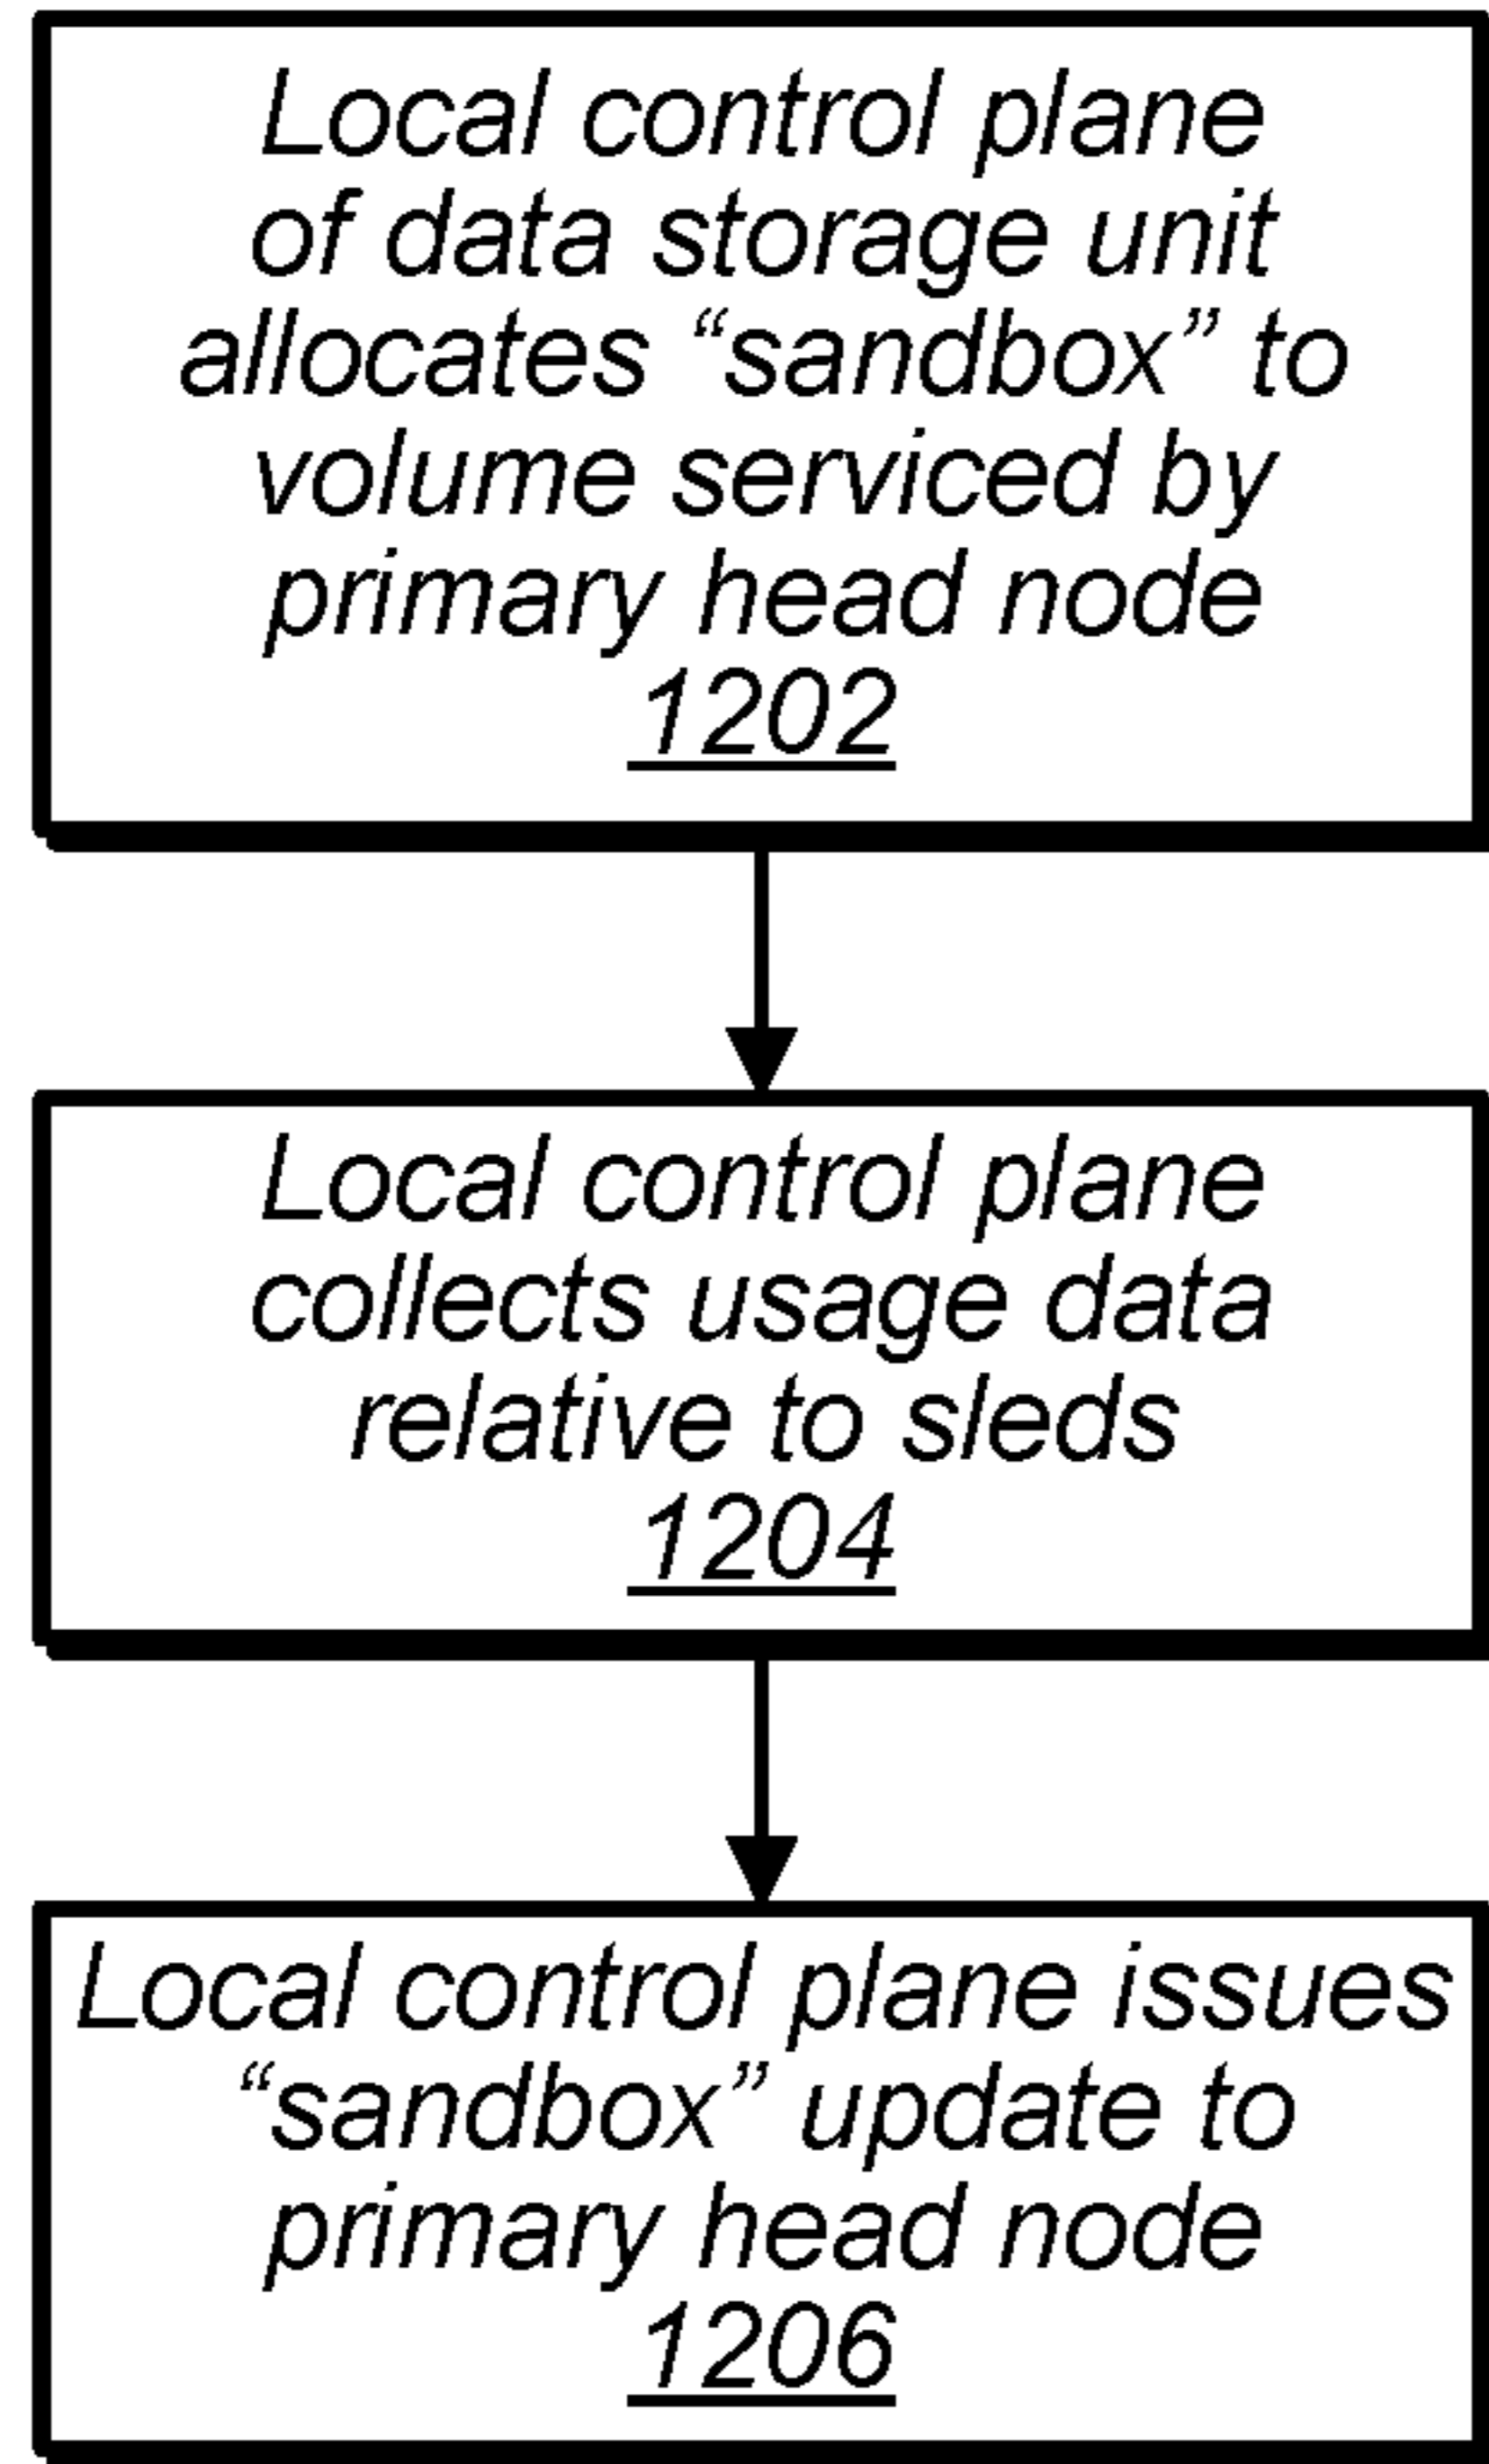 Local control plane
of data storage unit
allocates “sandbox” to
volume serviced by
primary head node
1202
Local control plane
collects usage data
relative to sleds
1204
Local control plane issues
“sandbox” update to
primary head node
1206